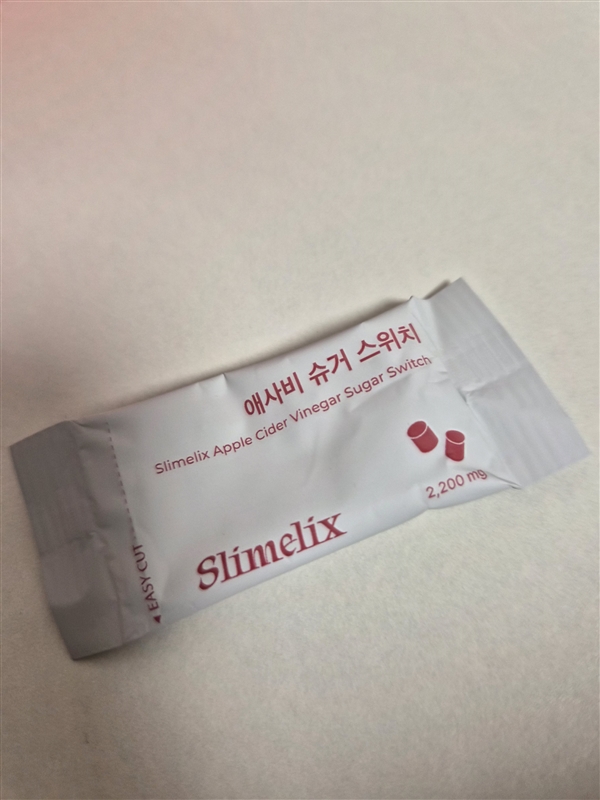 애사비 슈거 스위치
Slimelix Apple Cider Vinegar Sugar Switch
2,200 mg
Slimelix
◀ EASY CUT